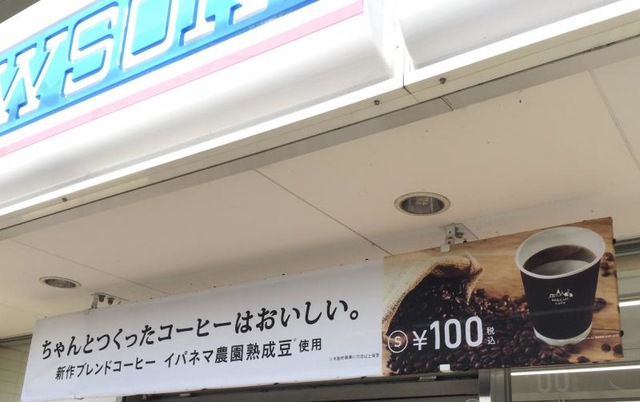 WSON
ちゃんとつくったコーヒーはおいしい。
新作ブレンドコーヒー イパネマ農園熟成豆※使用
Ⓢ ¥100 税込